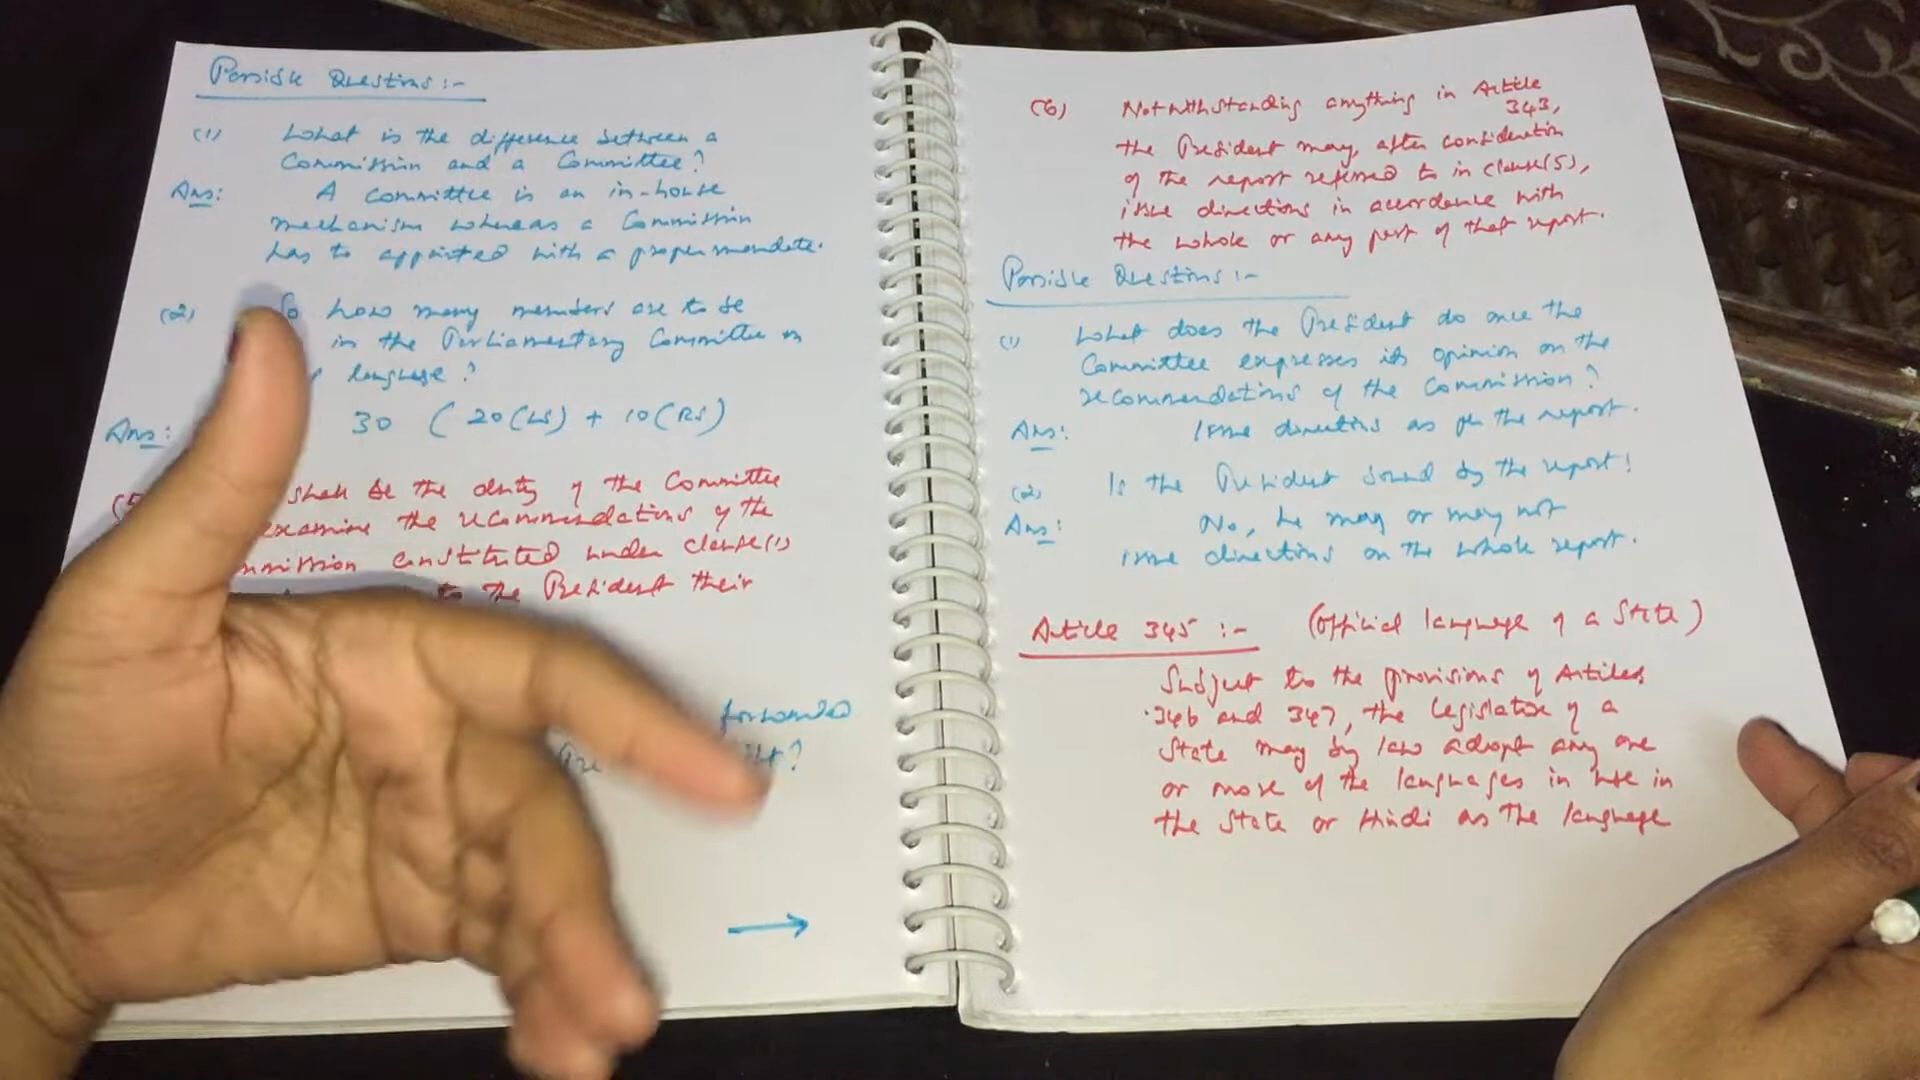 Possible Questions :-
(1) What is the difference between a
Commission and a Committee?
Ans: A committee is an in-house
mechanism whereas a Commission
has to appointed with a proper mandate.
(2) So how many members are to be
in the Parliamentary Committee on
language?
Ans: 30 (20(LS) + 10(RS)
(5 shall be the duty of the Committee
examine the recommendations of the
constituted under clause(1)
to the President their
forwarded
→
(6) Notwithstanding anything in Article
343,
the President may, after consideration
of the report referred to in clause(5),
issue directions in accordance with
the whole or any part of that report.
Possible Questions :-
(1) What does the President do once the
Committee expresses its opinion on the
recommendations of the Commission?
Ans: Issue directions as per the report.
(2) Is the President bound by the report?
Ans: No, he may or may not
issue directions on the whole report.
Article 345 :- (Official language of a State)
Subject to the provisions of Articles
346 and 347, the Legislature of a
State may by law adopt any one
or more of the languages in use in
the State or Hindi as the language